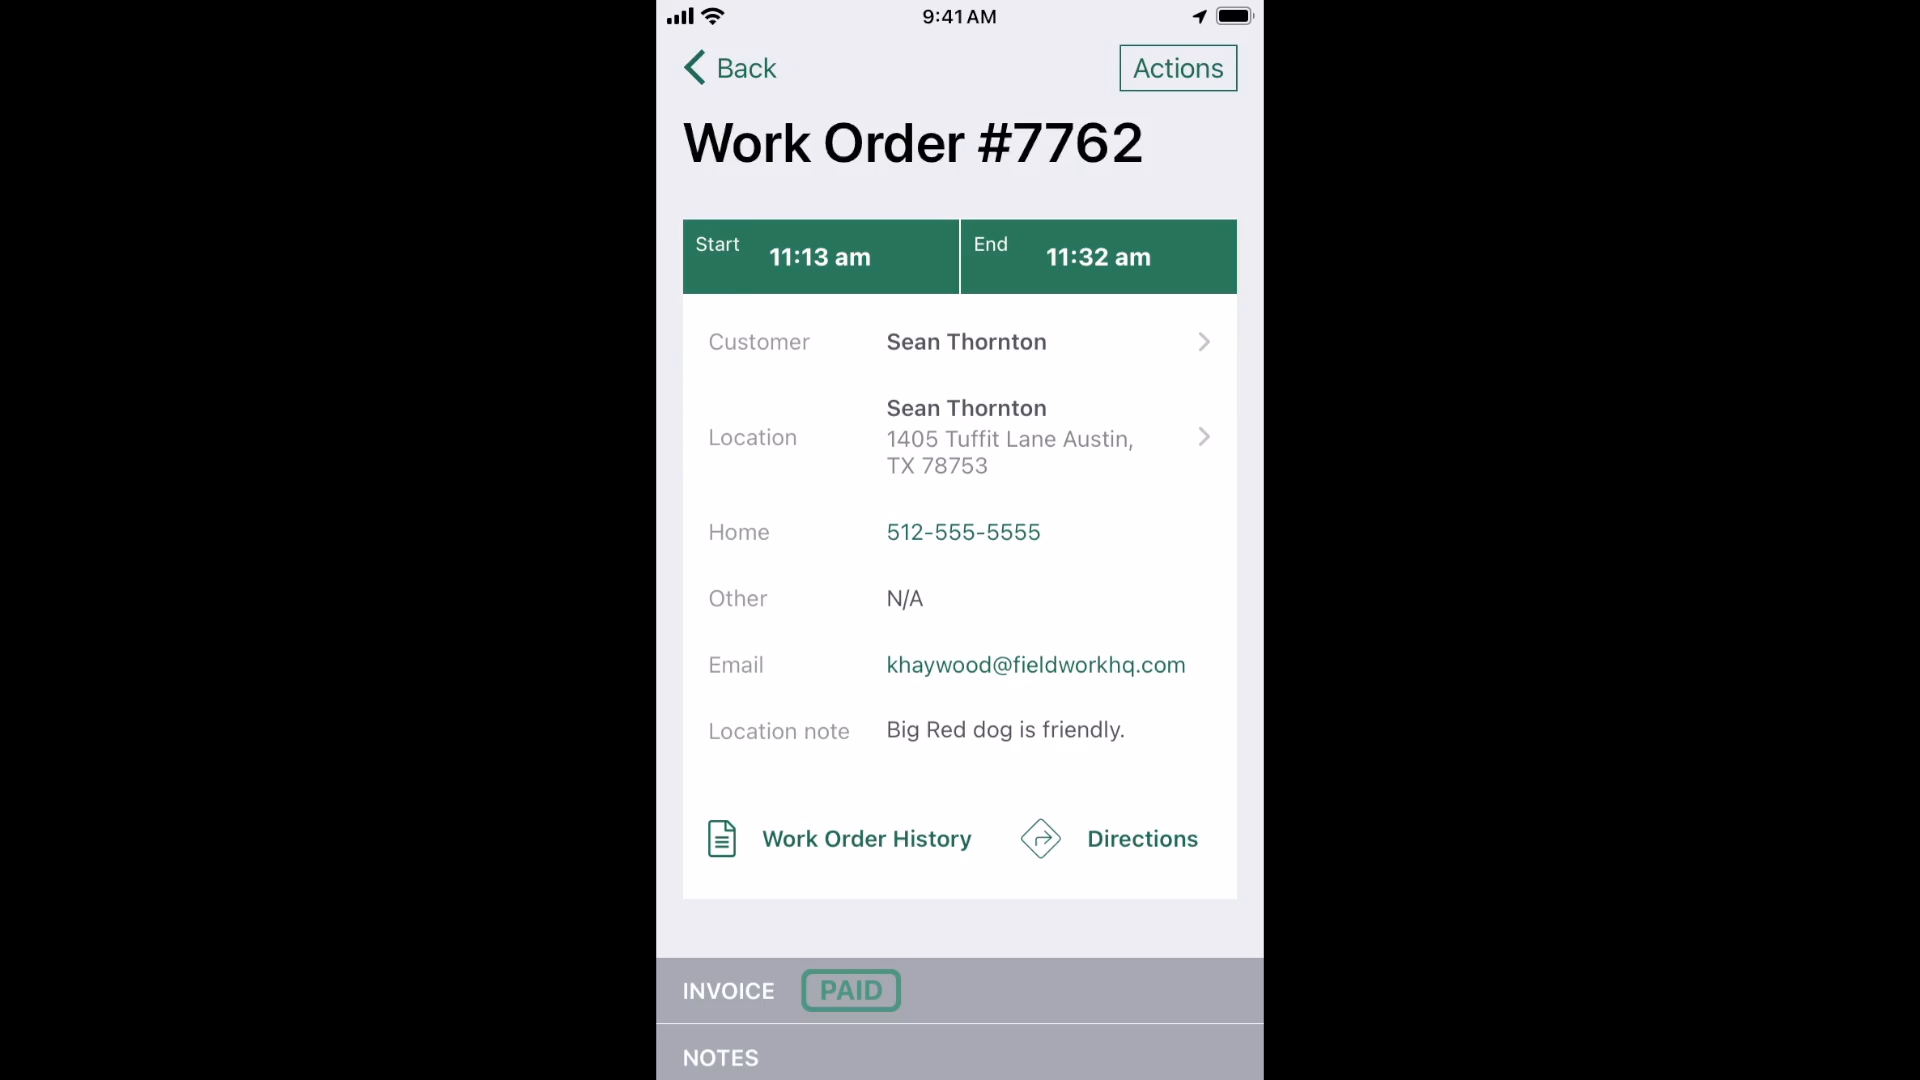 9:41 AM
Back
Actions
Work Order #7762
Start 11:13 am
End 11:32 am
Customer Sean Thornton
Location Sean Thornton
1405 Tuffit Lane Austin,
TX 78753
Home 512-555-5555
Other N/A
Email khaywood@fieldworkhq.com
Location note Big Red dog is friendly.
Work Order History
Directions
INVOICE PAID
NOTES